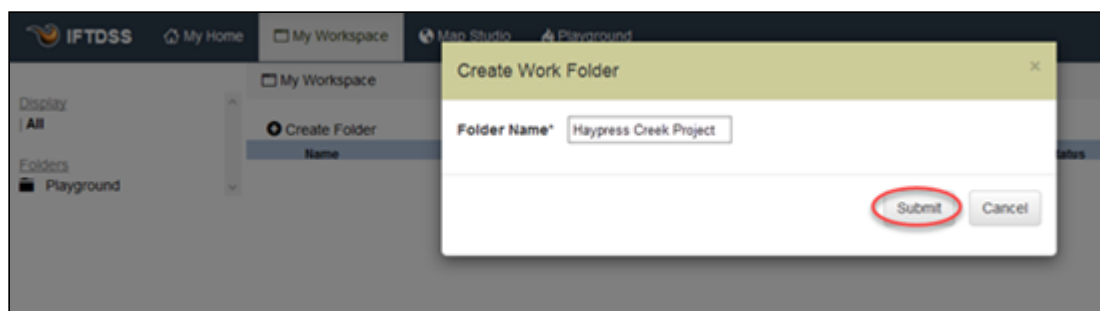 IFTDSS My Home My Workspace Map Studio Playground
Create Work Folder ×
My Workspace
Display
| All
Create Folder
Folder Name* Haypress Creek Project
Name
Folders
Playground
Submit Cancel